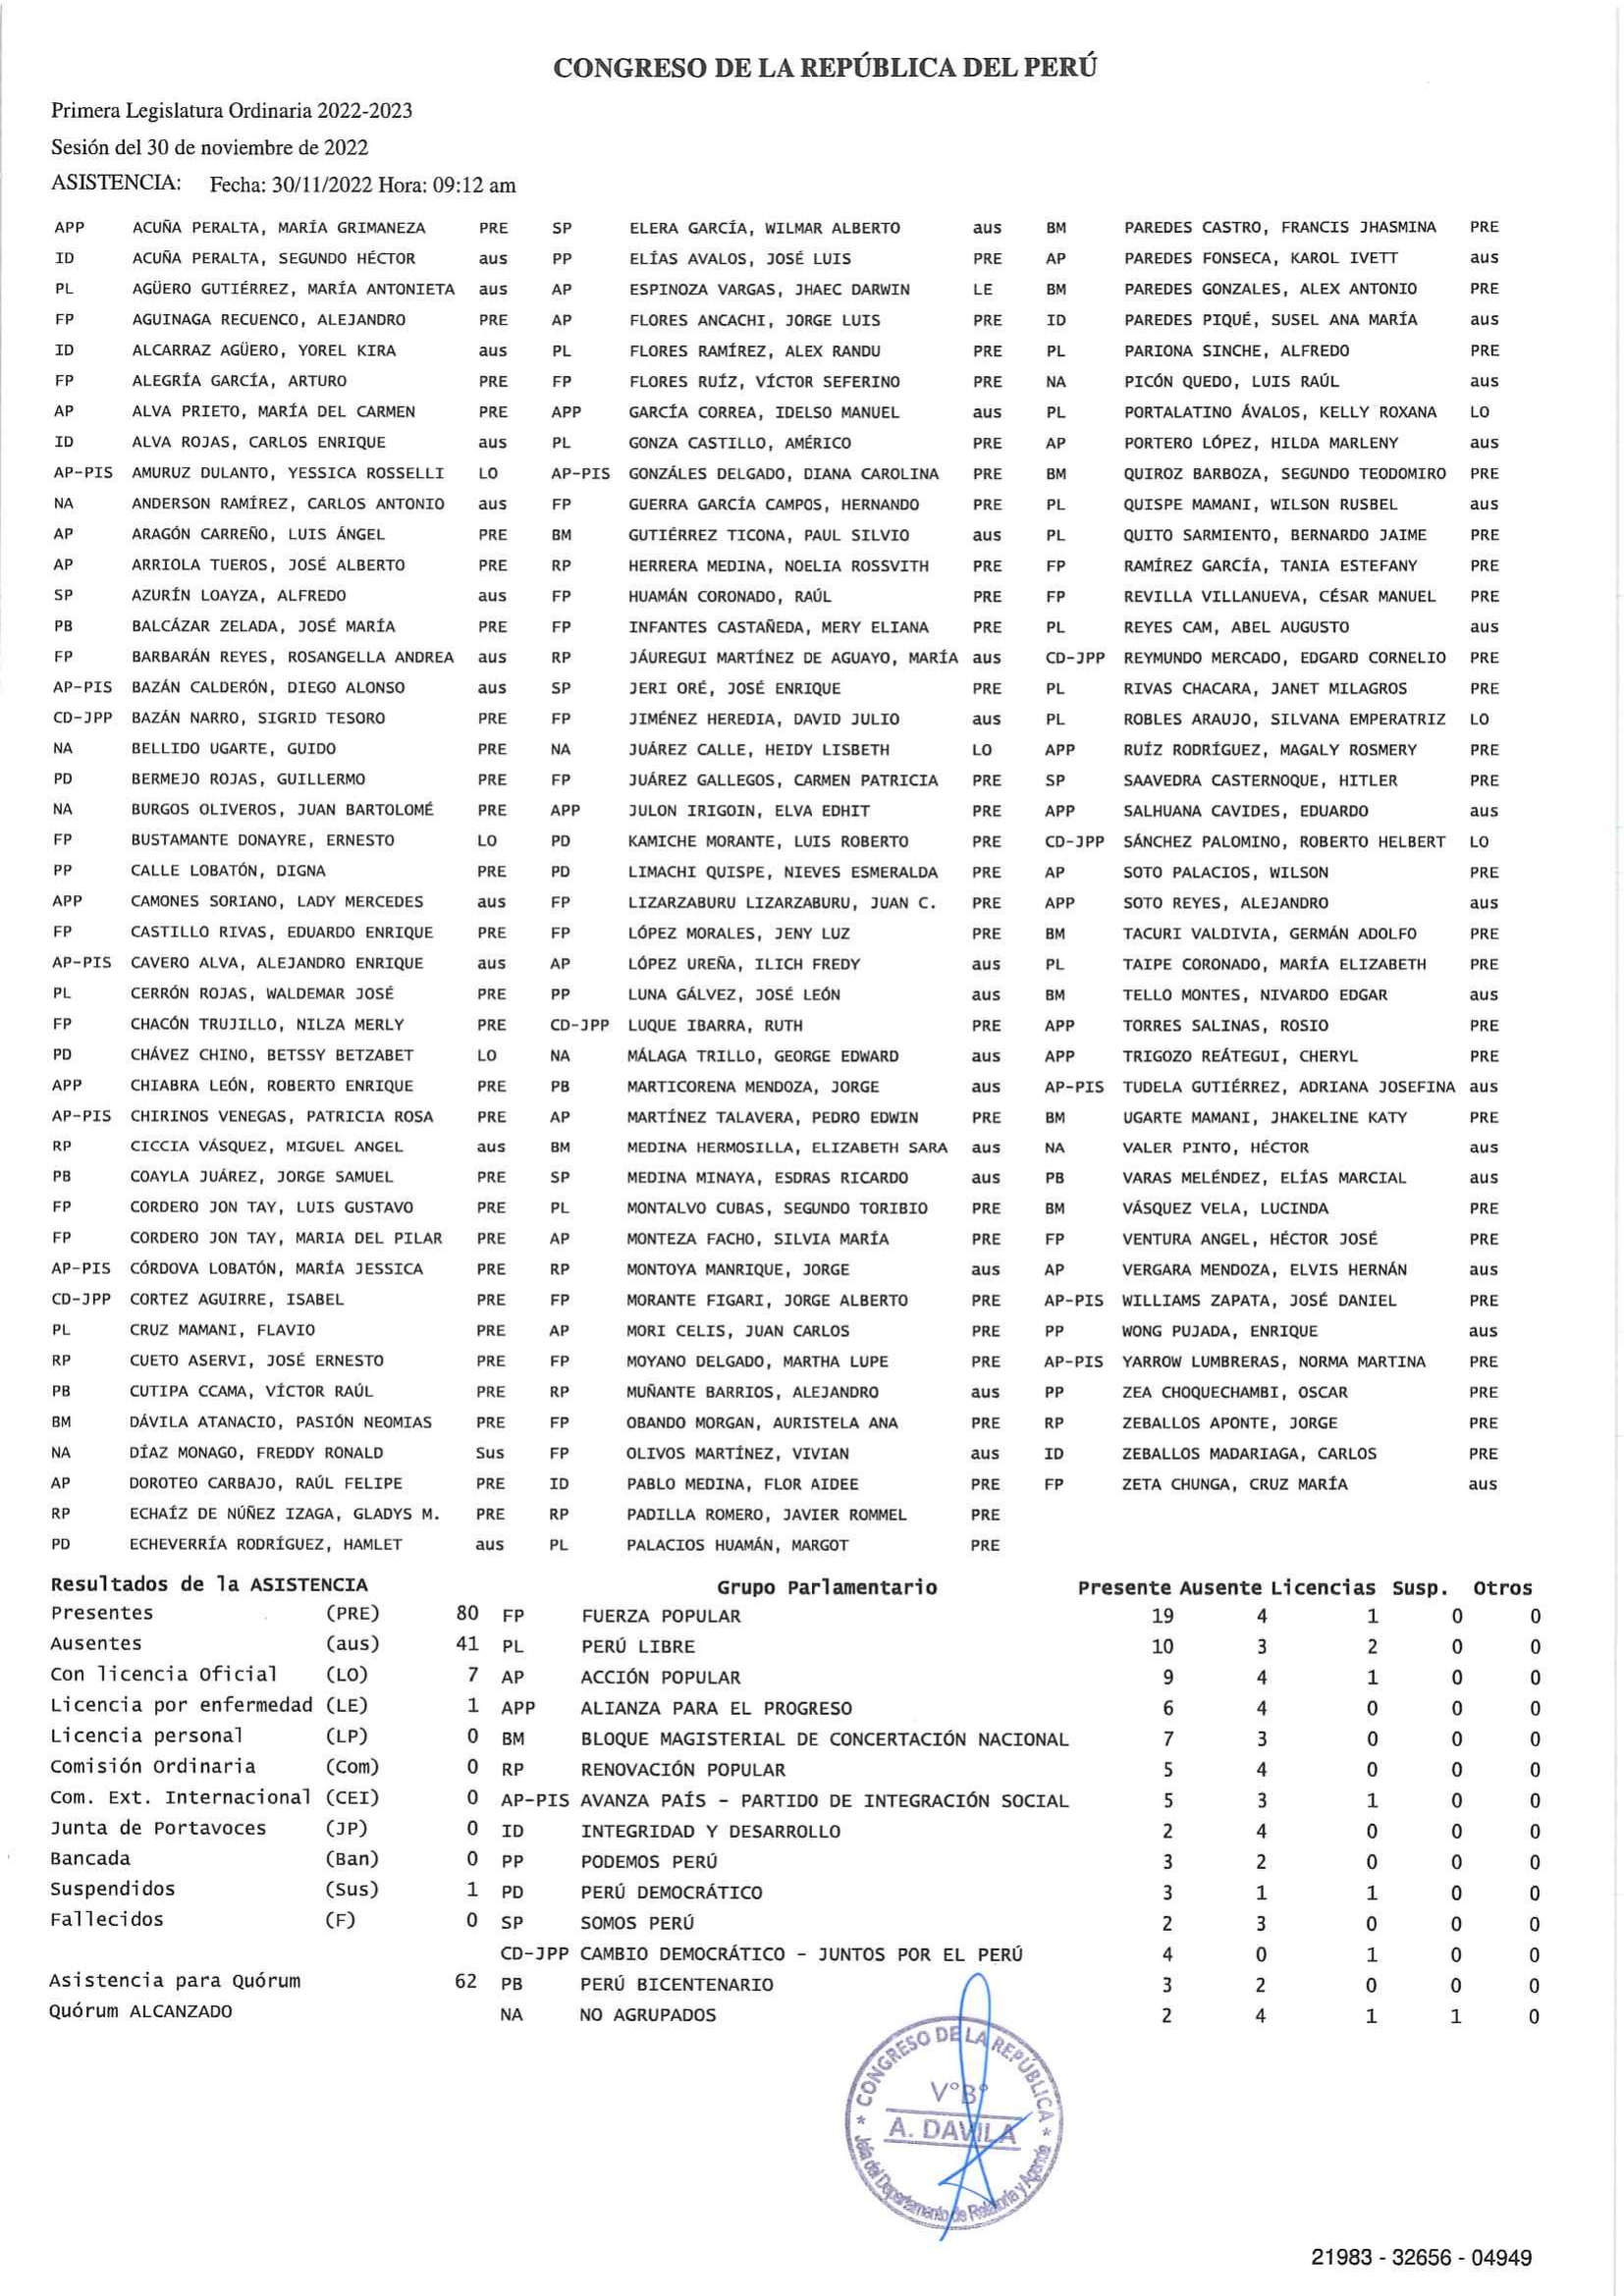 CONGRESO DE LA REPÚBLICA DEL PERÚ
Primera Legislatura Ordinaria 2022-2023
Sesión del 30 de noviembre de 2022
ASISTENCIA: Fecha: 30/11/2022 Hora: 09:12 am
APP ACUÑA PERALTA, MARÍA GRIMANEZA PRE SP ELERA GARCÍA, WILMAR ALBERTO aus BM PAREDES CASTRO, FRANCIS JHASMINA PRE
ID ACUÑA PERALTA, SEGUNDO HÉCTOR aus PP ELÍAS AVALOS, JOSÉ LUIS PRE AP PAREDES FONSECA, KAROL IVETT aus
PL AGÜERO GUTIÉRREZ, MARÍA ANTONIETA aus AP ESPINOZA VARGAS, JHAEC DARWIN LE BM PAREDES GONZALES, ALEX ANTONIO PRE
FP AGUINAGA RECUENCO, ALEJANDRO PRE AP FLORES ANCACHI, JORGE LUIS PRE ID PAREDES PIQUÉ, SUSEL ANA MARÍA aus
ID ALCARRAZ AGÜERO, YOREL KIRA aus PL FLORES RAMÍREZ, ALEX RANDU PRE PL PARIONA SINCHE, ALFREDO PRE
FP ALEGRÍA GARCÍA, ARTURO PRE FP FLORES RUÍZ, VÍCTOR SEFERINO PRE NA PICÓN QUEDO, LUIS RAÚL aus
AP ALVA PRIETO, MARÍA DEL CARMEN PRE APP GARCÍA CORREA, IDELSO MANUEL aus PL PORTALATINO ÁVALOS, KELLY ROXANA LO
ID ALVA ROJAS, CARLOS ENRIQUE aus PL GONZA CASTILLO, AMÉRICO PRE AP PORTERO LÓPEZ, HILDA MARLENY aus
AP-PIS AMURUZ DULANTO, YESSICA ROSSELLI LO AP-PIS GONZÁLES DELGADO, DIANA CAROLINA PRE BM QUIROZ BARBOZA, SEGUNDO TEODOMIRO PRE
NA ANDERSON RAMÍREZ, CARLOS ANTONIO aus FP GUERRA GARCÍA CAMPOS, HERNANDO PRE PL QUISPE MAMANI, WILSON RUSBEL aus
AP ARAGÓN CARREÑO, LUIS ÁNGEL PRE BM GUTIÉRREZ TICONA, PAUL SILVIO aus PL QUITO SARMIENTO, BERNARDO JAIME PRE
AP ARRIOLA TUEROS, JOSÉ ALBERTO PRE RP HERRERA MEDINA, NOELIA ROSSVITH PRE FP RAMÍREZ GARCÍA, TANIA ESTEFANY PRE
SP AZURÍN LOAYZA, ALFREDO aus FP HUAMÁN CORONADO, RAÚL PRE FP REVILLA VILLANUEVA, CÉSAR MANUEL PRE
PB BALCÁZAR ZELADA, JOSÉ MARÍA PRE FP INFANTES CASTAÑEDA, MERY ELIANA PRE PL REYES CAM, ABEL AUGUSTO aus
FP BARBARÁN REYES, ROSANGELLA ANDREA aus RP JÁUREGUI MARTÍNEZ DE AGUAYO, MARÍA aus CD-JPP REYMUNDO MERCADO, EDGARD CORNELIO PRE
AP-PIS BAZÁN CALDERÓN, DIEGO ALONSO aus SP JERI ORÉ, JOSÉ ENRIQUE PRE PL RIVAS CHACARA, JANET MILAGROS PRE
CD-JPP BAZÁN NARRO, SIGRID TESORO PRE FP JIMÉNEZ HEREDIA, DAVID JULIO aus PL ROBLES ARAUJO, SILVANA EMPERATRIZ LO
NA BELLIDO UGARTE, GUIDO PRE NA JUÁREZ CALLE, HEIDY LISBETH LO APP RUÍZ RODRÍGUEZ, MAGALY ROSMERY PRE
PD BERMEJO ROJAS, GUILLERMO PRE FP JUÁREZ GALLEGOS, CARMEN PATRICIA PRE SP SAAVEDRA CASTERNOQUE, HITLER PRE
NA BURGOS OLIVEROS, JUAN BARTOLOMÉ PRE APP JULON IRIGOIN, ELVA EDHIT PRE APP SALHUANA CAVIDES, EDUARDO aus
FP BUSTAMANTE DONAYRE, ERNESTO LO PD KAMICHE MORANTE, LUIS ROBERTO PRE CD-JPP SÁNCHEZ PALOMINO, ROBERTO HELBERT LO
PP CALLE LOBATÓN, DIGNA PRE PD LIMACHI QUISPE, NIEVES ESMERALDA PRE AP SOTO PALACIOS, WILSON PRE
APP CAMONES SORIANO, LADY MERCEDES aus FP LIZARZABURU LIZARZABURU, JUAN C. PRE APP SOTO REYES, ALEJANDRO aus
FP CASTILLO RIVAS, EDUARDO ENRIQUE PRE FP LÓPEZ MORALES, JENY LUZ PRE BM TACURI VALDIVIA, GERMÁN ADOLFO PRE
AP-PIS CAVERO ALVA, ALEJANDRO ENRIQUE aus AP LÓPEZ UREÑA, ILICH FREDY aus PL TAIPE CORONADO, MARÍA ELIZABETH PRE
PL CERRÓN ROJAS, WALDEMAR JOSÉ PRE PP LUNA GÁLVEZ, JOSÉ LEÓN aus BM TELLO MONTES, NIVARDO EDGAR aus
FP CHACÓN TRUJILLO, NILZA MERLY PRE CD-JPP LUQUE IBARRA, RUTH PRE APP TORRES SALINAS, ROSIO PRE
PD CHÁVEZ CHINO, BETSSY BETZABET LO NA MÁLAGA TRILLO, GEORGE EDWARD aus APP TRIGOZO REÁTEGUI, CHERYL PRE
APP CHIABRA LEÓN, ROBERTO ENRIQUE PRE PB MARTICORENA MENDOZA, JORGE aus AP-PIS TUDELA GUTIÉRREZ, ADRIANA JOSEFINA aus
AP-PIS CHIRINOS VENEGAS, PATRICIA ROSA PRE AP MARTÍNEZ TALAVERA, PEDRO EDWIN PRE BM UGARTE MAMANI, JHAKELINE KATY PRE
RP CICCIA VÁSQUEZ, MIGUEL ANGEL aus BM MEDINA HERMOSILLA, ELIZABETH SARA aus NA VALER PINTO, HÉCTOR aus
PB COAYLA JUÁREZ, JORGE SAMUEL PRE SP MEDINA MINAYA, ESDRAS RICARDO aus PB VARAS MELÉNDEZ, ELÍAS MARCIAL aus
FP CORDERO JON TAY, LUIS GUSTAVO PRE PL MONTALVO CUBAS, SEGUNDO TORIBIO PRE BM VÁSQUEZ VELA, LUCINDA PRE
FP CORDERO JON TAY, MARIA DEL PILAR PRE AP MONTEZA FACHO, SILVIA MARÍA PRE FP VENTURA ANGEL, HÉCTOR JOSÉ PRE
AP-PIS CÓRDOVA LOBATÓN, MARÍA JESSICA PRE RP MONTOYA MANRIQUE, JORGE aus AP VERGARA MENDOZA, ELVIS HERNÁN aus
CD-JPP CORTEZ AGUIRRE, ISABEL PRE FP MORANTE FIGARI, JORGE ALBERTO PRE AP-PIS WILLIAMS ZAPATA, JOSÉ DANIEL PRE
PL CRUZ MAMANI, FLAVIO PRE AP MORI CELIS, JUAN CARLOS PRE PP WONG PUJADA, ENRIQUE aus
RP CUETO ASERVI, JOSÉ ERNESTO PRE FP MOYANO DELGADO, MARTHA LUPE PRE AP-PIS YARROW LUMBRERAS, NORMA MARTINA PRE
PB CUTIPA CCAMA, VÍCTOR RAÚL PRE RP MUÑANTE BARRIOS, ALEJANDRO aus PP ZEA CHOQUECHAMBI, OSCAR PRE
BM DÁVILA ATANACIO, PASIÓN NEOMIAS PRE FP OBANDO MORGAN, AURISTELA ANA PRE RP ZEBALLOS APONTE, JORGE PRE
NA DÍAZ MONAGO, FREDDY RONALD Sus FP OLIVOS MARTÍNEZ, VIVIAN aus ID ZEBALLOS MADARIAGA, CARLOS PRE
AP DOROTEO CARBAJO, RAÚL FELIPE PRE ID PABLO MEDINA, FLOR AIDEE PRE FP ZETA CHUNGA, CRUZ MARÍA aus
RP ECHAÍZ DE NÚÑEZ IZAGA, GLADYS M. PRE RP PADILLA ROMERO, JAVIER ROMMEL PRE
PD ECHEVERRÍA RODRÍGUEZ, HAMLET aus PL PALACIOS HUAMÁN, MARGOT PRE
Resultados de la ASISTENCIA Grupo Parlamentario Presente Ausente Licencias Susp. Otros
Presentes (PRE) 80 FP FUERZA POPULAR 19 4 1 0 0
Ausentes (aus) 41 PL PERÚ LIBRE 10 3 2 0 0
Con licencia Oficial (LO) 7 AP ACCIÓN POPULAR 9 4 1 0 0
Licencia por enfermedad (LE) 1 APP ALIANZA PARA EL PROGRESO 6 4 0 0 0
Licencia personal (LP) 0 BM BLOQUE MAGISTERIAL DE CONCERTACIÓN NACIONAL 7 3 0 0 0
Comisión Ordinaria (Com) 0 RP RENOVACIÓN POPULAR 5 4 0 0 0
Com. Ext. Internacional (CEI) 0 AP-PIS AVANZA PAÍS - PARTIDO DE INTEGRACIÓN SOCIAL 5 3 1 0 0
Junta de Portavoces (JP) 0 ID INTEGRIDAD Y DESARROLLO 2 4 0 0 0
Bancada (Ban) 0 PP PODEMOS PERÚ 3 2 0 0 0
Suspendidos (Sus) 1 PD PERÚ DEMOCRÁTICO 3 1 1 0 0
Fallecidos (F) 0 SP SOMOS PERÚ 2 3 0 0 0
CD-JPP CAMBIO DEMOCRÁTICO - JUNTOS POR EL PERÚ 4 0 1 0 0
Asistencia para Quórum 62 PB PERÚ BICENTENARIO 3 2 0 0 0
Quórum ALCANZADO NA NO AGRUPADOS 2 4 1 1 0
* CONGRESO DE LA REPÚBLICA *
V°B°
A. DAVILA
Jefa del Departamento de Relatoría y Agenda
21983 - 32656 - 04949